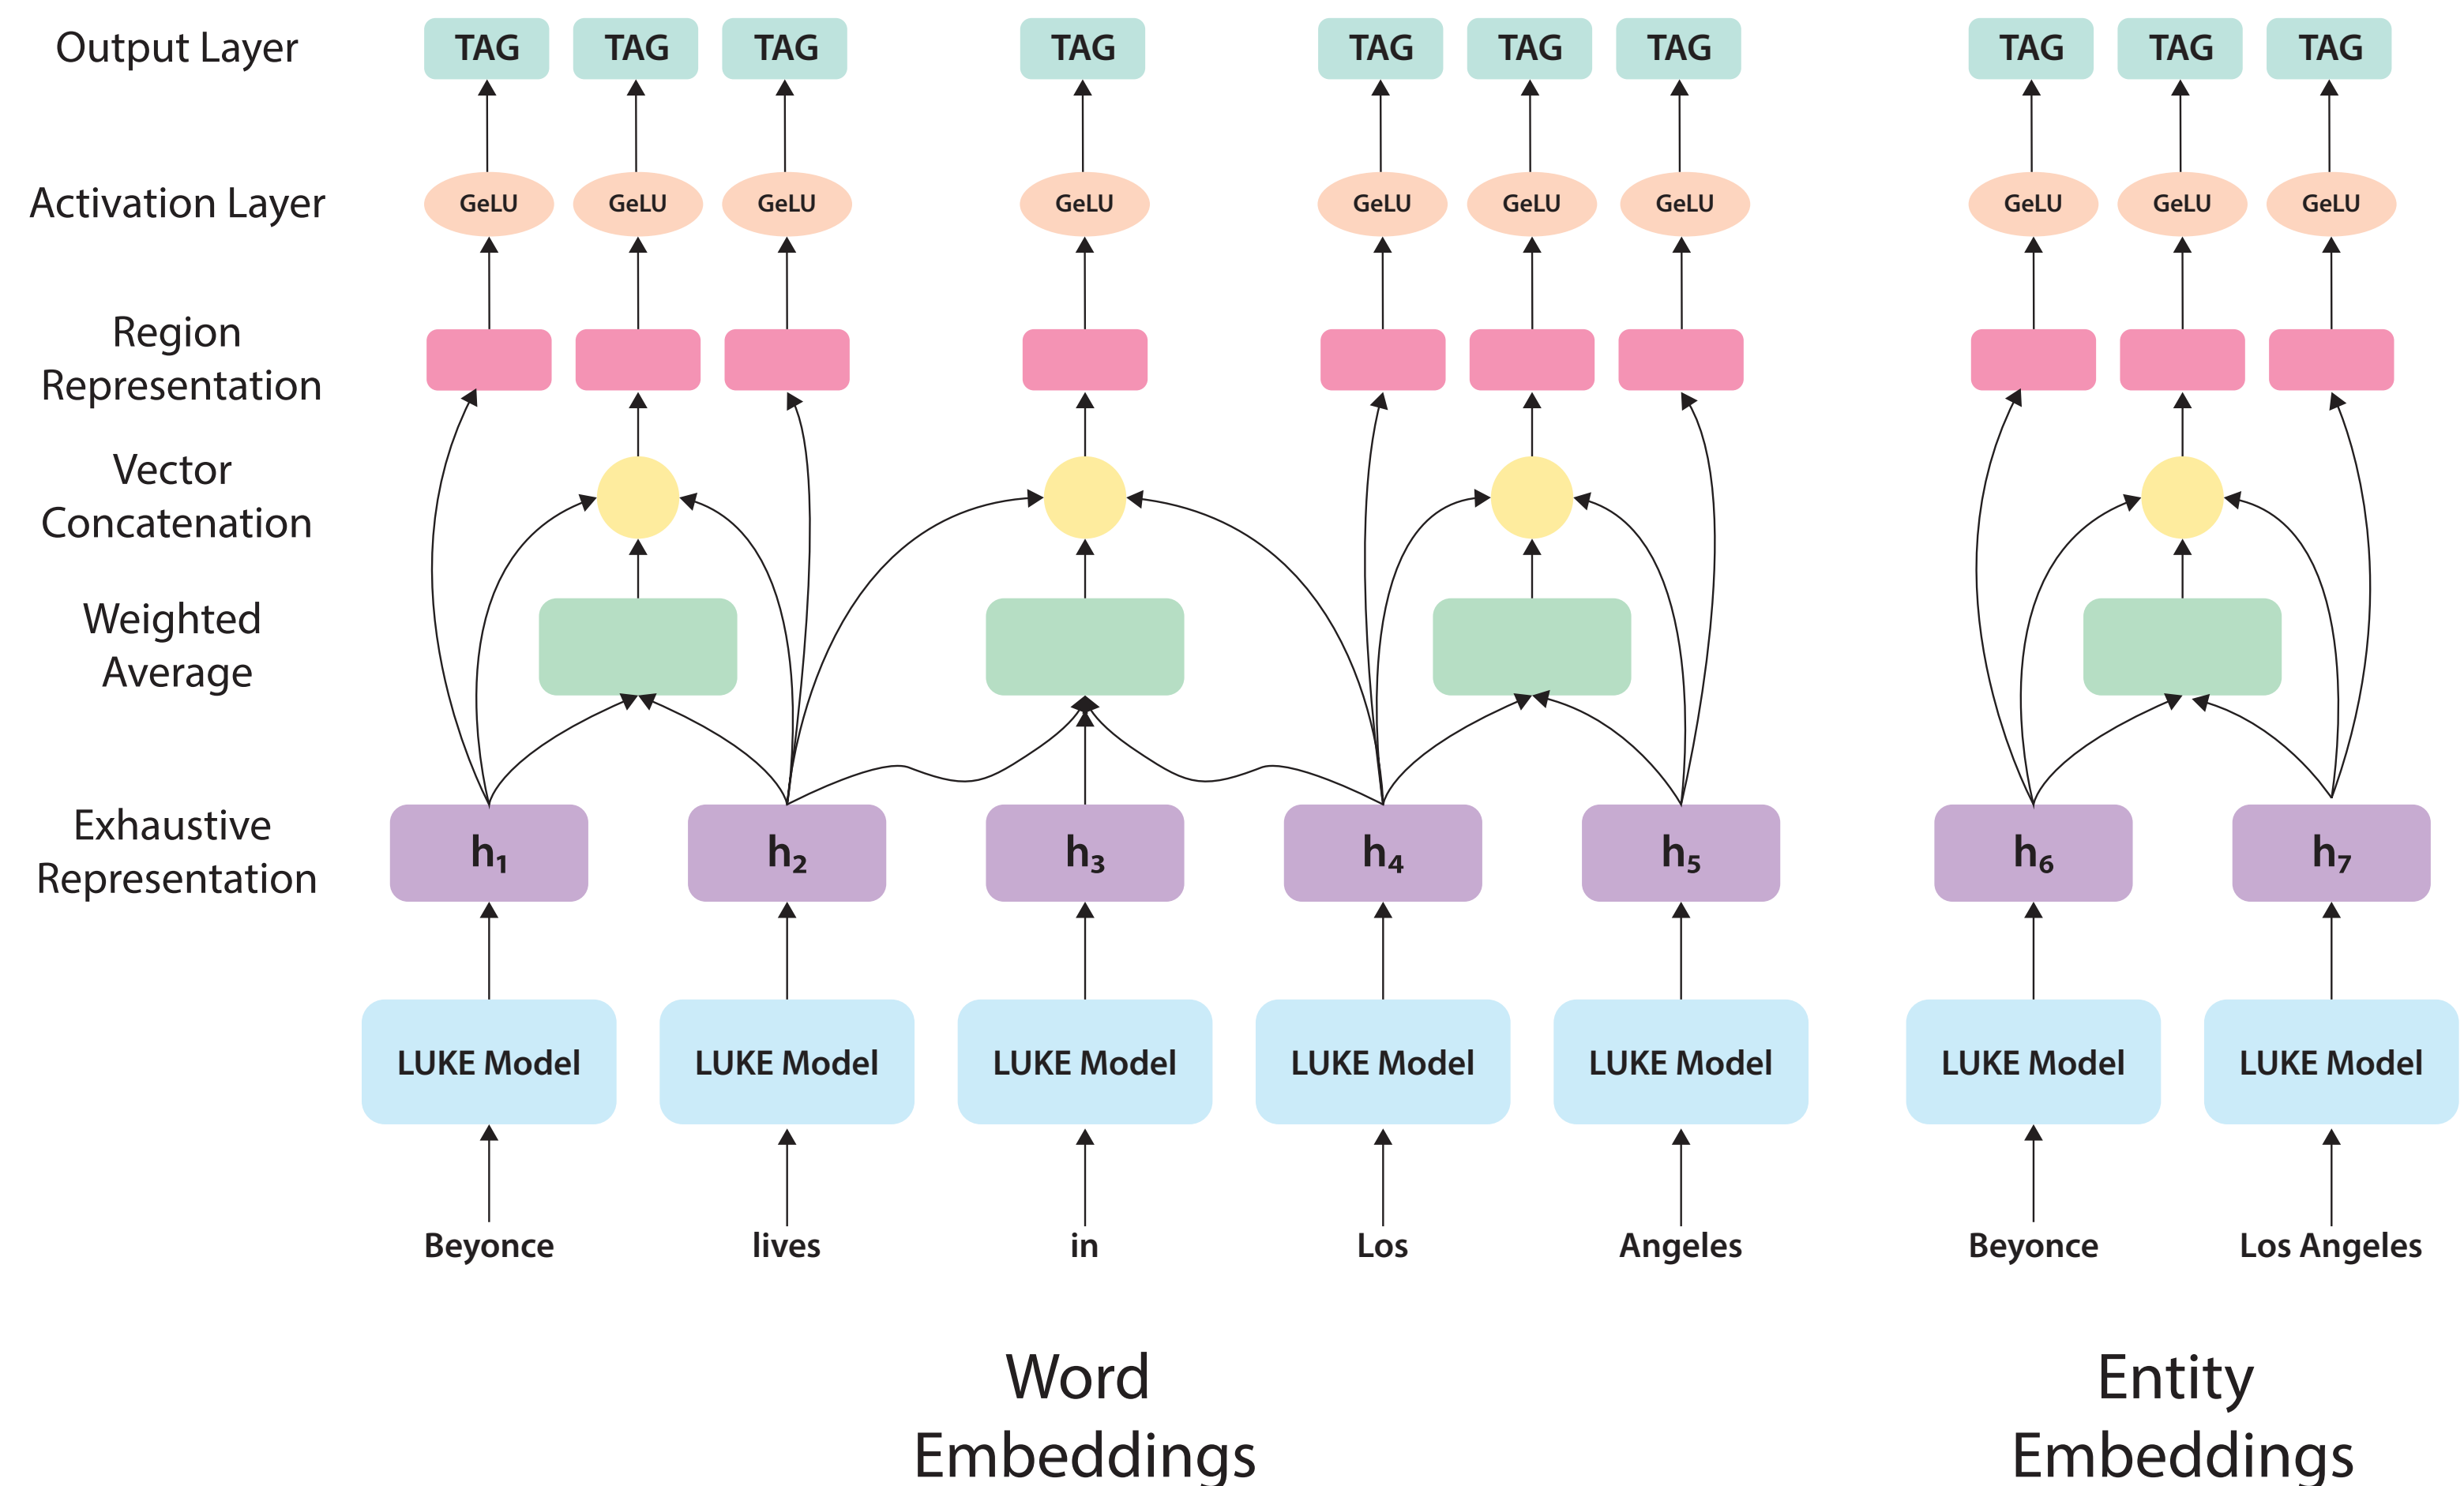 Output Layer
TAG TAG TAG TAG TAG TAG TAG TAG TAG TAG
Activation Layer
GeLU GeLU GeLU GeLU GeLU GeLU GeLU GeLU GeLU GeLU
Region
Representation
Vector
Concatenation
Weighted
Average
Exhaustive
Representation
h₁ h₂ h₃ h₄ h₅ h₆ h₇
LUKE Model LUKE Model LUKE Model LUKE Model LUKE Model LUKE Model LUKE Model
Beyonce lives in Los Angeles Beyonce Los Angeles
Word
Embeddings
Entity
Embeddings